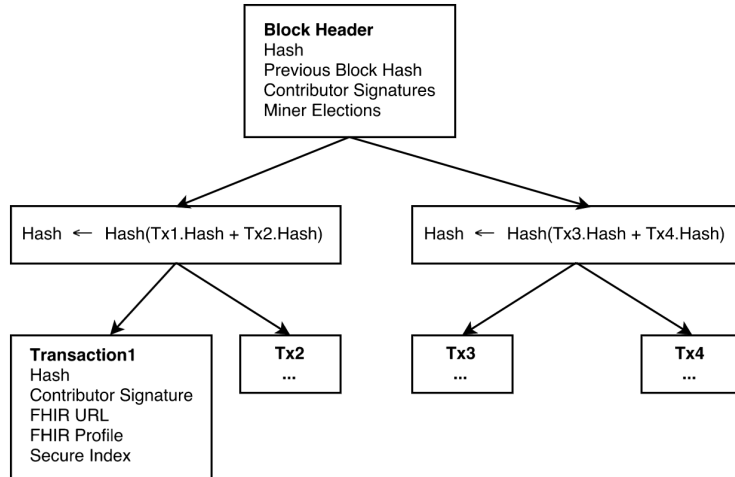 Block Header
Hash
Previous Block Hash
Contributor Signatures
Miner Elections
Hash ← Hash(Tx1.Hash + Tx2.Hash)
Hash ← Hash(Tx3.Hash + Tx4.Hash)
Transaction1
Hash
Contributor Signature
FHIR URL
FHIR Profile
Secure Index
Tx2
...
Tx3
...
Tx4
...